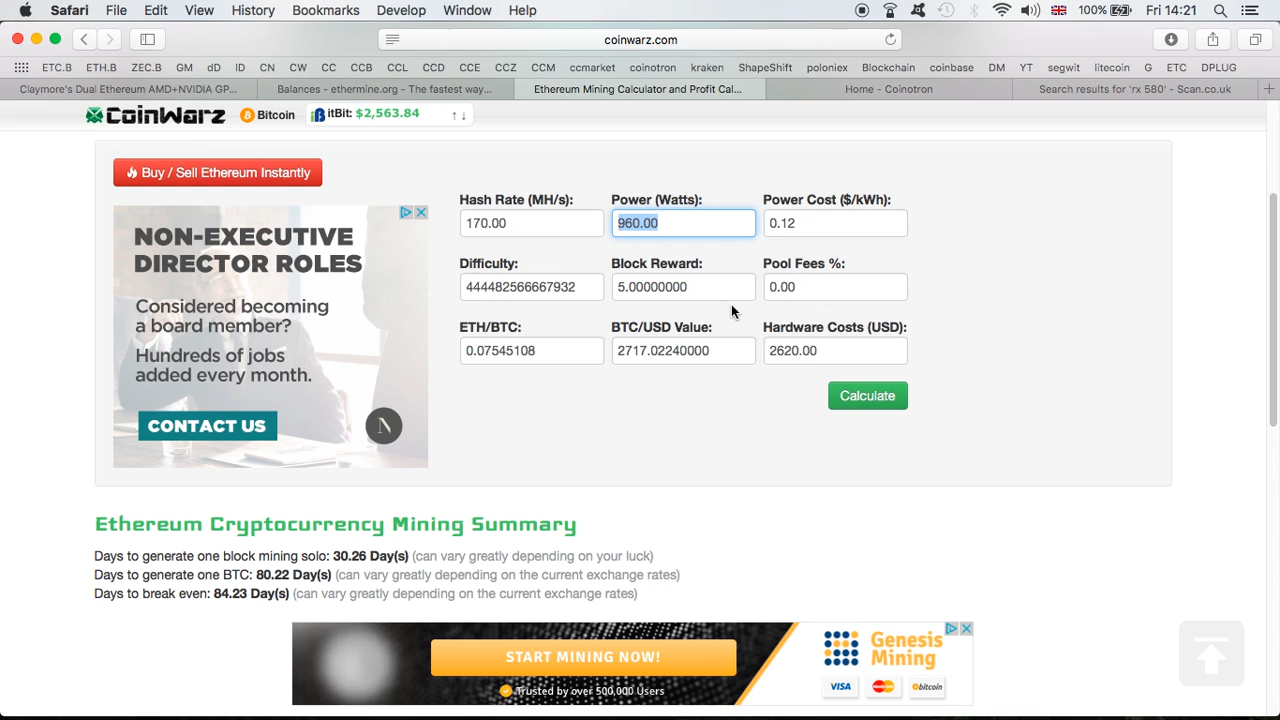 Safari File Edit View History Bookmarks Develop Window Help 100% Fri 14:21
coinwarz.com
ETC.B ETH.B ZEC.B GM dD ID CN CW CC CCB CCL CCD CCE CCZ CCM ccmarket coinotron kraken ShapeShift poloniex Blockchain coinbase DM YT segwit litecoin G ETC DPLUG
Claymore's Dual Ethereum AMD+NVIDIA GP... Balances - ethermine.org - The fastest way... Ethereum Mining Calculator and Profit Cal... Home - Coinotron Search results for 'rx 580' - Scan.co.uk +
CoinWarz Bitcoin itBit: $2,563.84 ↑ ↓
Buy / Sell Ethereum Instantly
NON-EXECUTIVE
DIRECTOR ROLES
Considered becoming
a board member?
Hundreds of jobs
added every month.
CONTACT US N
Hash Rate (MH/s): Power (Watts): Power Cost ($/kWh):
170.00 960.00 0.12
Difficulty: Block Reward: Pool Fees %:
444482566667932 5.00000000 0.00
ETH/BTC: BTC/USD Value: Hardware Costs (USD):
0.07545108 2717.02240000 2620.00
Calculate
Ethereum Cryptocurrency Mining Summary
Days to generate one block mining solo: 30.26 Day(s) (can vary greatly depending on your luck)
Days to generate one BTC: 80.22 Day(s) (can vary greatly depending on the current exchange rates)
Days to break even: 84.23 Day(s) (can vary greatly depending on the current exchange rates)
START MINING NOW!
Trusted by over 500,000 Users
Genesis
Mining
VISA MasterCard bitcoin